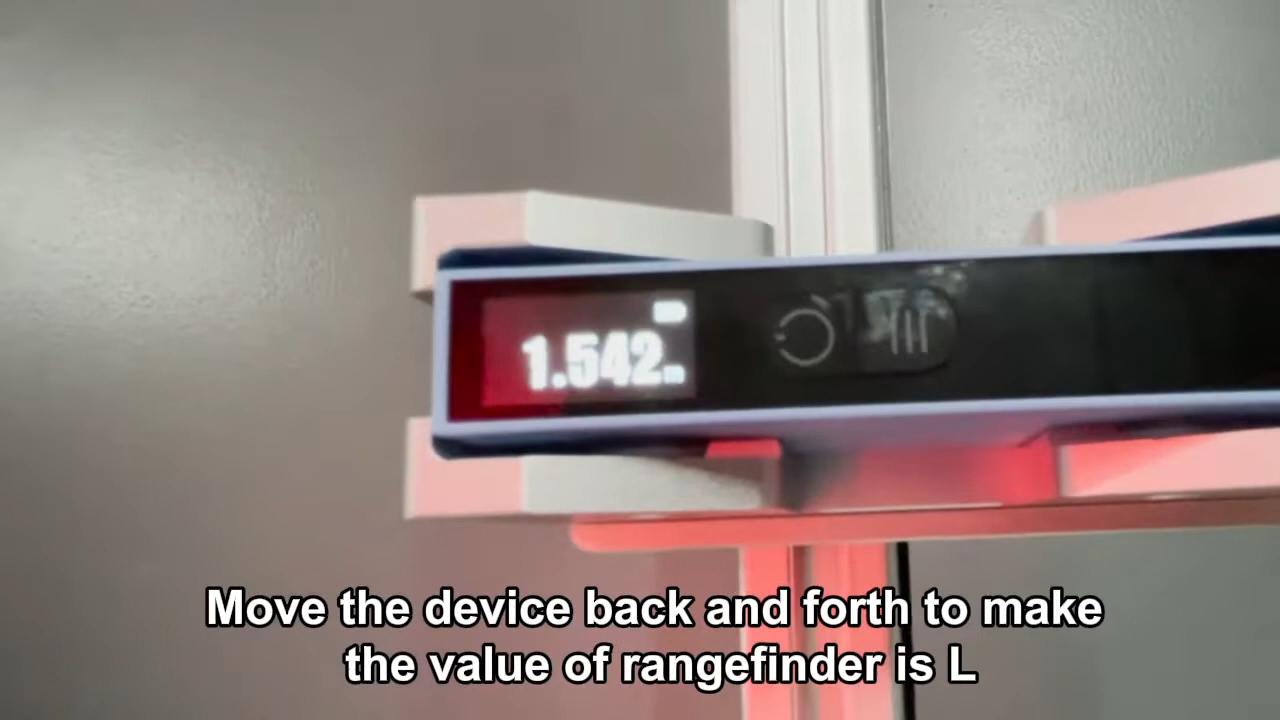 1.542m
Move the device back and forth to make
the value of rangefinder is L